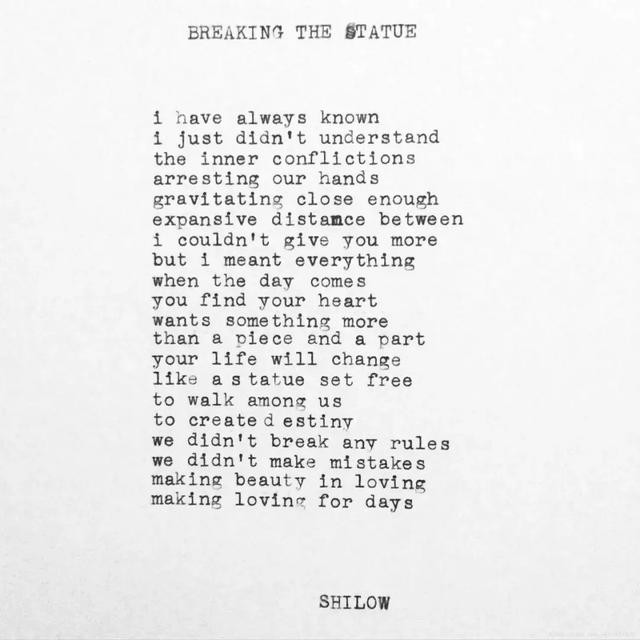 BREAKING THE STATUE
i have always known
i just didn't understand
the inner conflictions
arresting our hands
gravitating close enough
expansive distance between
i couldn't give you more
but i meant everything
when the day comes
you find your heart
wants something more
than a piece and a part
your life will change
like a statue set free
to walk among us
to created estiny
we didn't break any rules
we didn't make mistakes
making beauty in loving
making loving for days
SHILOW